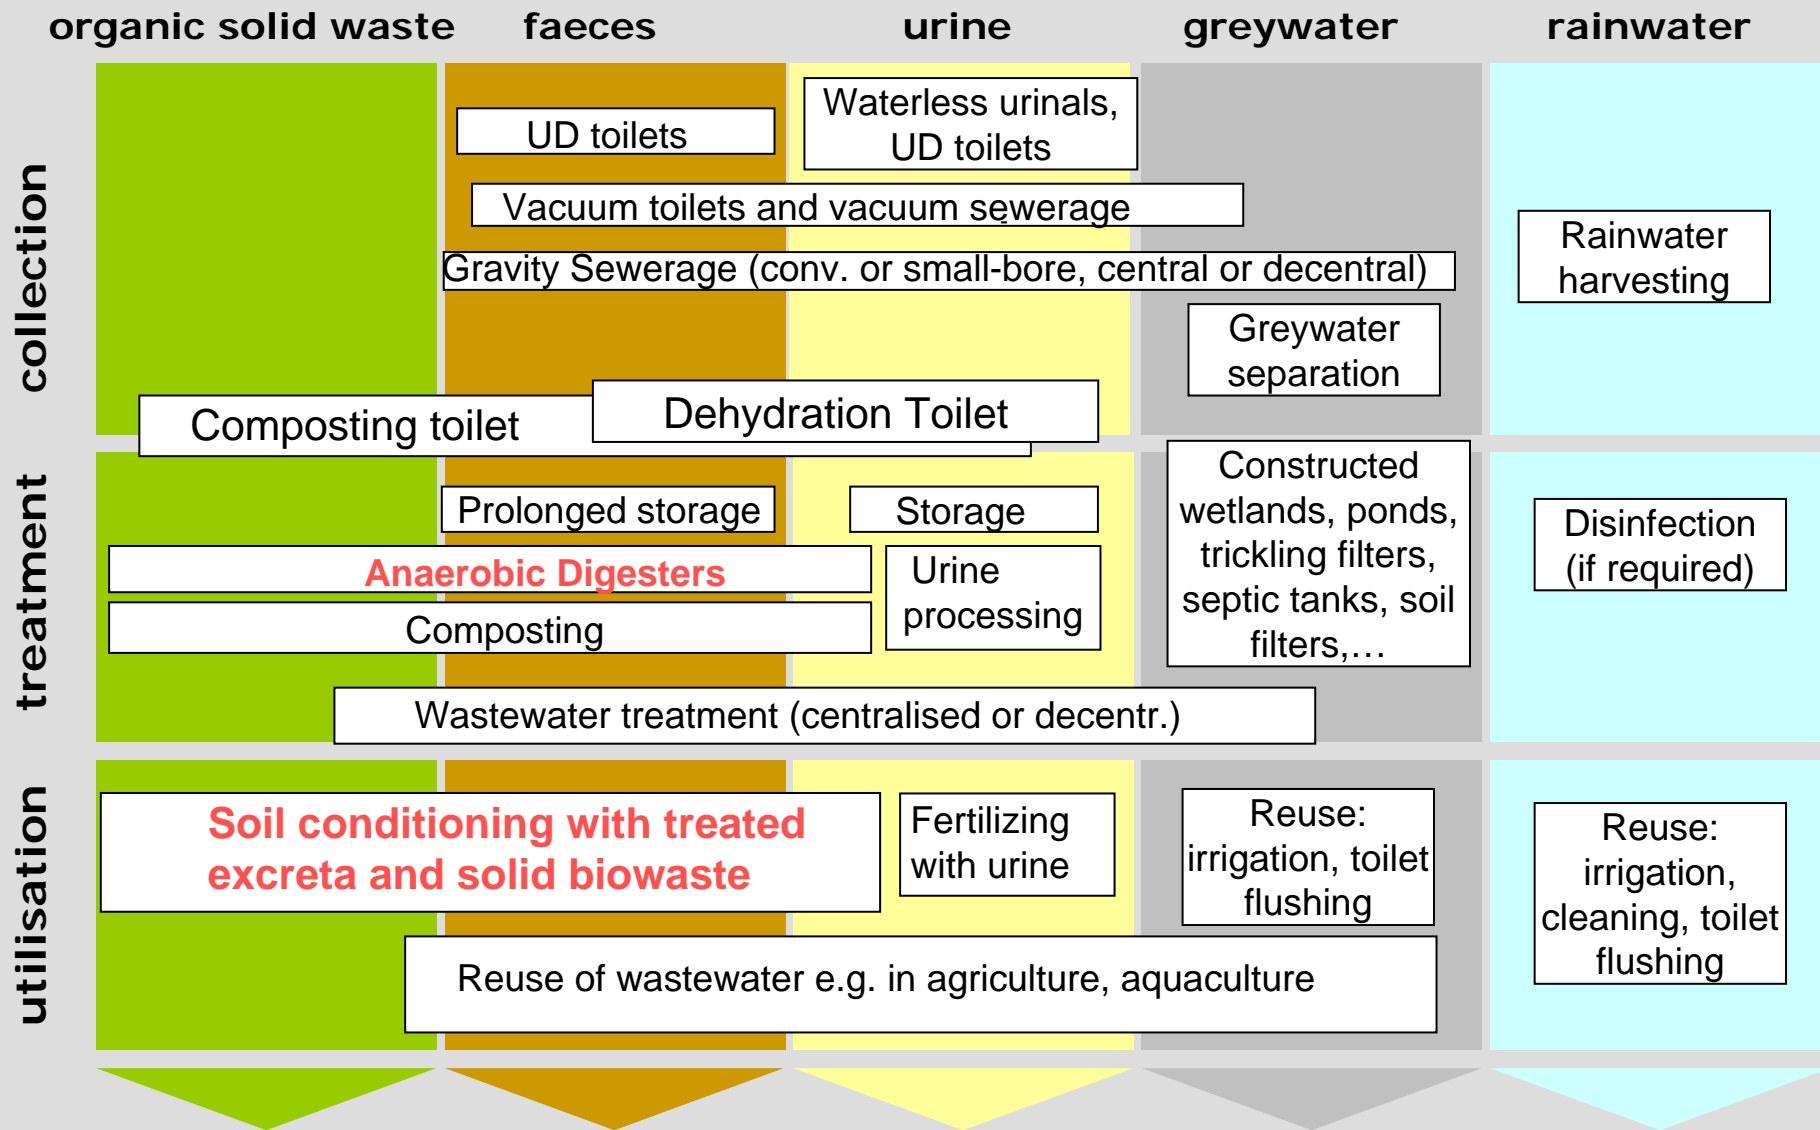 organic solid waste
faeces
urine
greywater
rainwater
collection
UD toilets
Waterless urinals,
UD toilets
Vacuum toilets and vacuum sewerage
Gravity Sewerage (conv. or small-bore, central or decentral)
Rainwater
harvesting
Greywater
separation
Composting toilet
Dehydration Toilet
treatment
Prolonged storage
Storage
Constructed
wetlands, ponds,
trickling filters,
septic tanks, soil
filters,…
Disinfection
(if required)
Anaerobic Digesters
Urine
processing
Composting
Wastewater treatment (centralised or decentr.)
utilisation
Soil conditioning with treated
excreta and solid biowaste
Fertilizing
with urine
Reuse:
irrigation, toilet
flushing
Reuse:
irrigation,
cleaning, toilet
flushing
Reuse of wastewater e.g. in agriculture, aquaculture